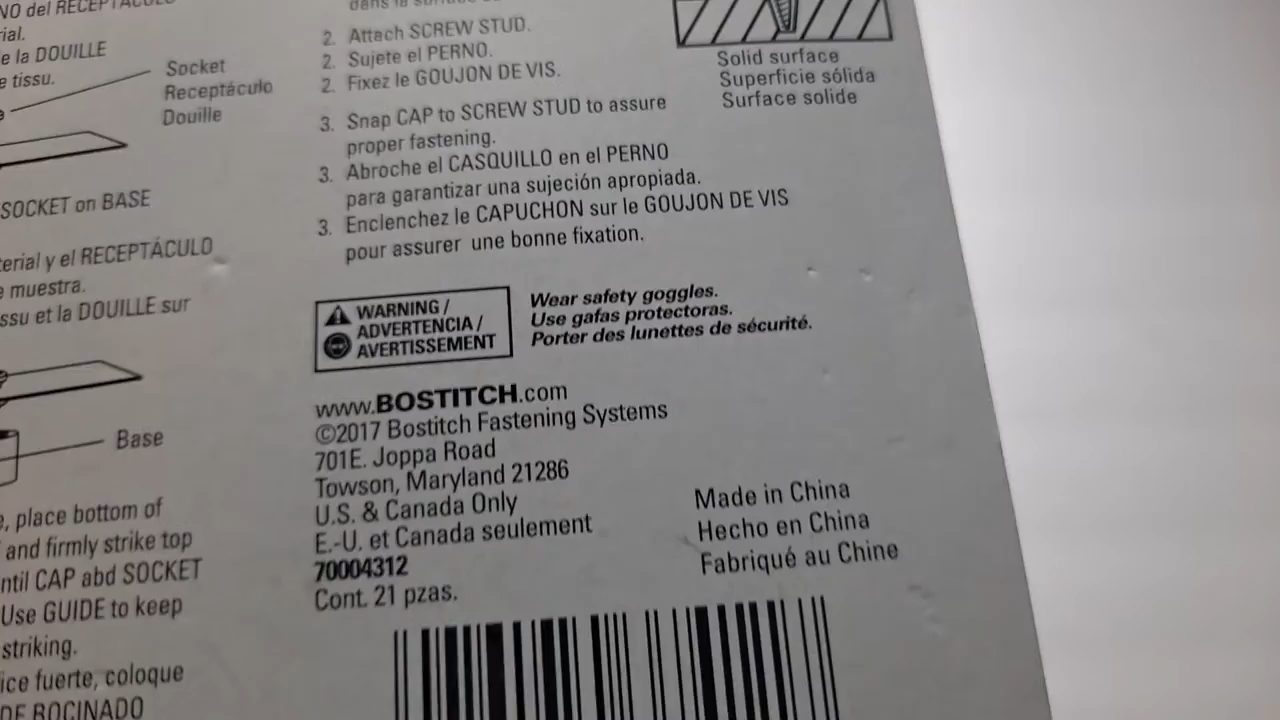 NO del RECEPTÁCULO
ial.
e la DOUILLE
e tissu.
Socket
Receptáculo
Douille
SOCKET on BASE
terial y el RECEPTÁCULO
e muestra.
ssu et la DOUILLE sur
Base
e, place bottom of
and firmly strike top
ntil CAP abd SOCKET
Use GUIDE to keep
striking.
ice fuerte, coloque
DE ROCINADO
dans la
2. Attach SCREW STUD.
2. Sujete el PERNO.
2. Fixez le GOUJON DE VIS.
3. Snap CAP to SCREW STUD to assure
proper fastening.
3. Abroche el CASQUILLO en el PERNO
para garantizar una sujeción apropiada.
3. Enclenchez le CAPUCHON sur le GOUJON DE VIS
pour assurer une bonne fixation.
Solid surface
Superficie sólida
Surface solide
WARNING /
ADVERTENCIA /
AVERTISSEMENT
Wear safety goggles.
Use gafas protectoras.
Porter des lunettes de sécurité.
www.BOSTITCH.com
©2017 Bostitch Fastening Systems
701E. Joppa Road
Towson, Maryland 21286
U.S. & Canada Only
E.-U. et Canada seulement
70004312
Cont. 21 pzas.
Made in China
Hecho en China
Fabriqué au Chine